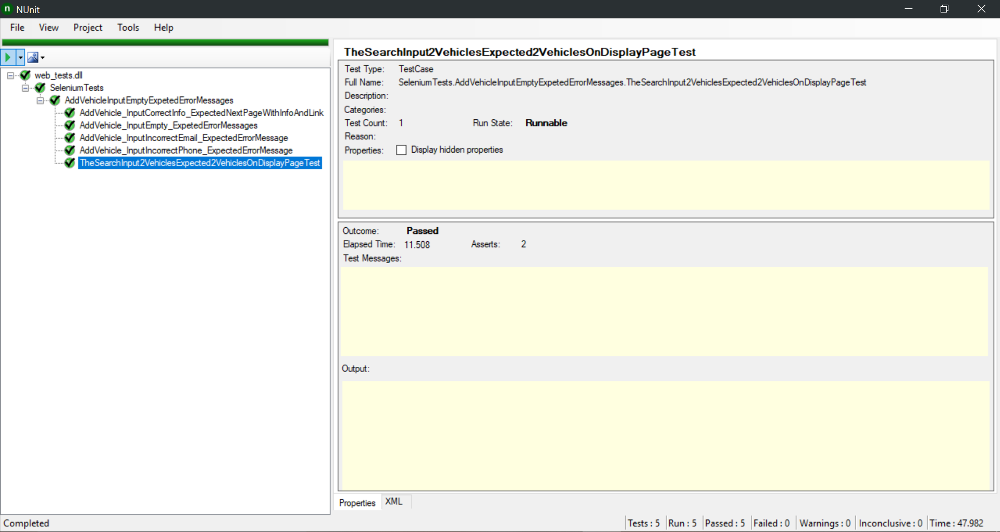 NUnit
File View Project Tools Help
web_tests.dll
SeleniumTests
AddVehicleInputEmptyExpetedErrorMessages
AddVehicle_InputCorrectInfo_ExpectedNextPageWithInfoAndLink
AddVehicle_InputEmpty_ExpetedErrorMessages
AddVehicle_InputIncorrectEmail_ExpectedErrorMessage
AddVehicle_InputIncorrectPhone_ExpectedErrorMessage
TheSearchInput2VehiclesExpected2VehiclesOnDisplayPageTest
TheSearchInput2VehiclesExpected2VehiclesOnDisplayPageTest
Test Type: TestCase
Full Name: SeleniumTests.AddVehicleInputEmptyExpetedErrorMessages.TheSearchInput2VehiclesExpected2VehiclesOnDisplayPageTest
Description:
Categories:
Test Count: 1 Run State: Runnable
Reason:
Properties: Display hidden properties
Outcome: Passed
Elapsed Time: 11.508 Asserts: 2
Test Messages:
Output:
Properties XML
Completed Tests : 5 Run : 5 Passed : 5 Failed : 0 Warnings : 0 Inconclusive : 0 Time : 47.982